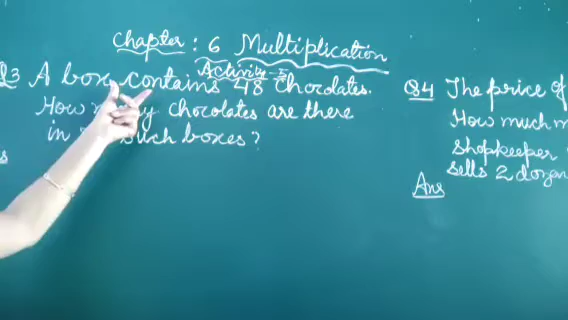 Chapter : 6 Multiplication
Activity
Q3 A box contains 48 Chocolates.
How chocolates are there
in such boxes?
Q4 The price of
How much
Shopkeeper
sells 2 dozen
Ans